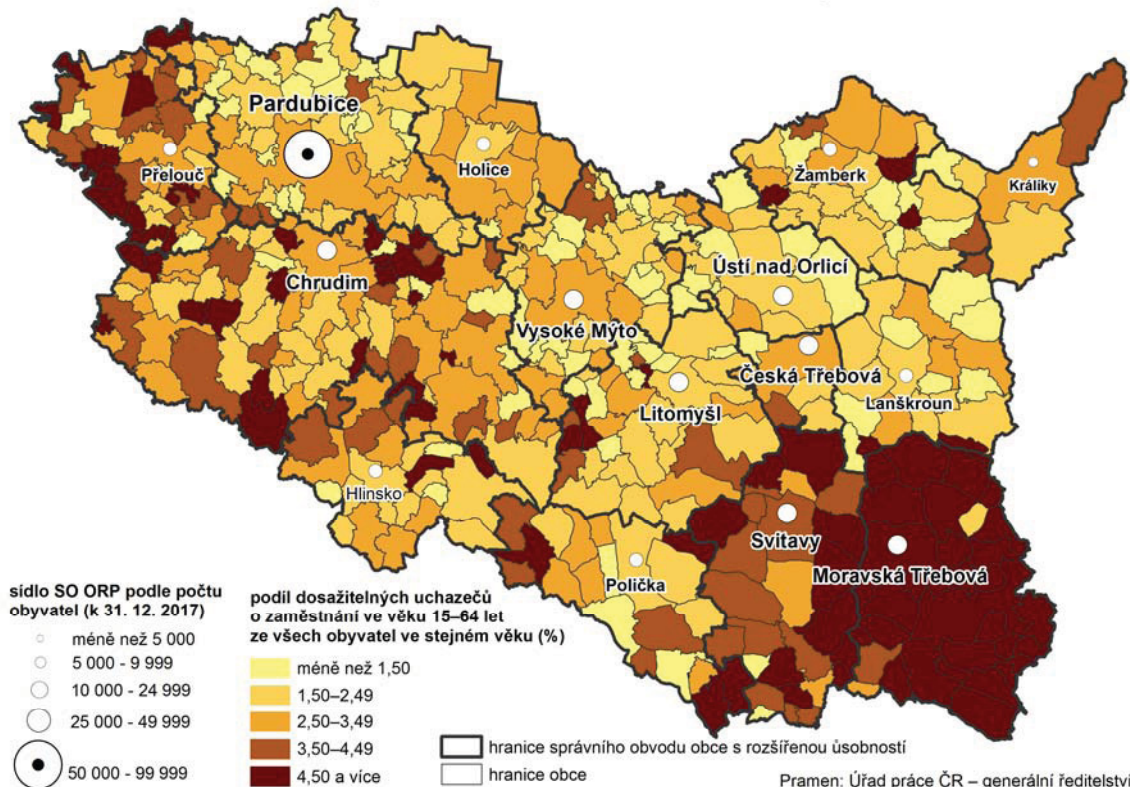 Pardubice
Holice
Přelouč
Žamberk
Králíky
Chrudim
Ústí nad Orlicí
Vysoké Mýto
Česká Třebová
Litomyšl
Lanškroun
Hlinsko
Svitavy
Polička
Moravská Třebová
sídlo SO ORP podle počtu
obyvatel (k 31. 12. 2017)
méně než 5 000
5 000 - 9 999
10 000 - 24 999
25 000 - 49 999
50 000 - 99 999
podíl dosažitelných uchazečů
o zaměstnání ve věku 15–64 let
ze všech obyvatel ve stejném věku (%)
méně než 1,50
1,50–2,49
2,50–3,49
3,50–4,49
4,50 a více
hranice správního obvodu obce s rozšířenou ůsobností
hranice obce
Pramen: Úřad práce ČR – generální ředitelství